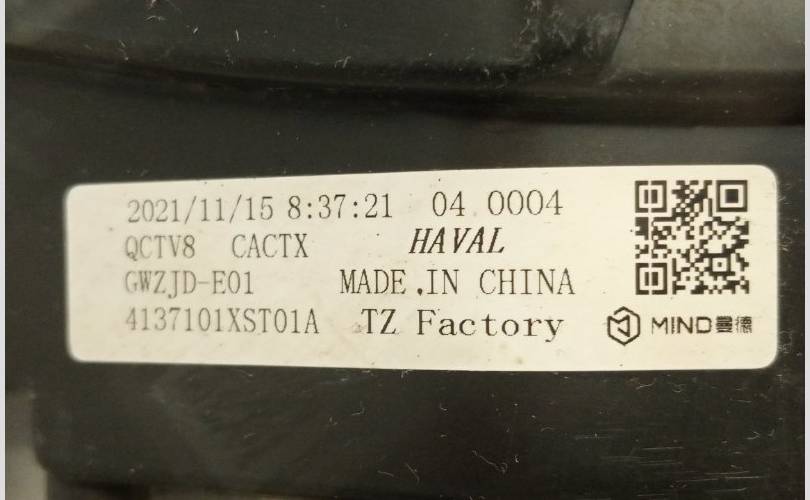 2021/11/15 8:37:21 04 0004
QCTV8 CACTX HAVAL
GWZJD-E01 MADE.IN CHINA
4137101XST01A TZ Factory MIND曼德